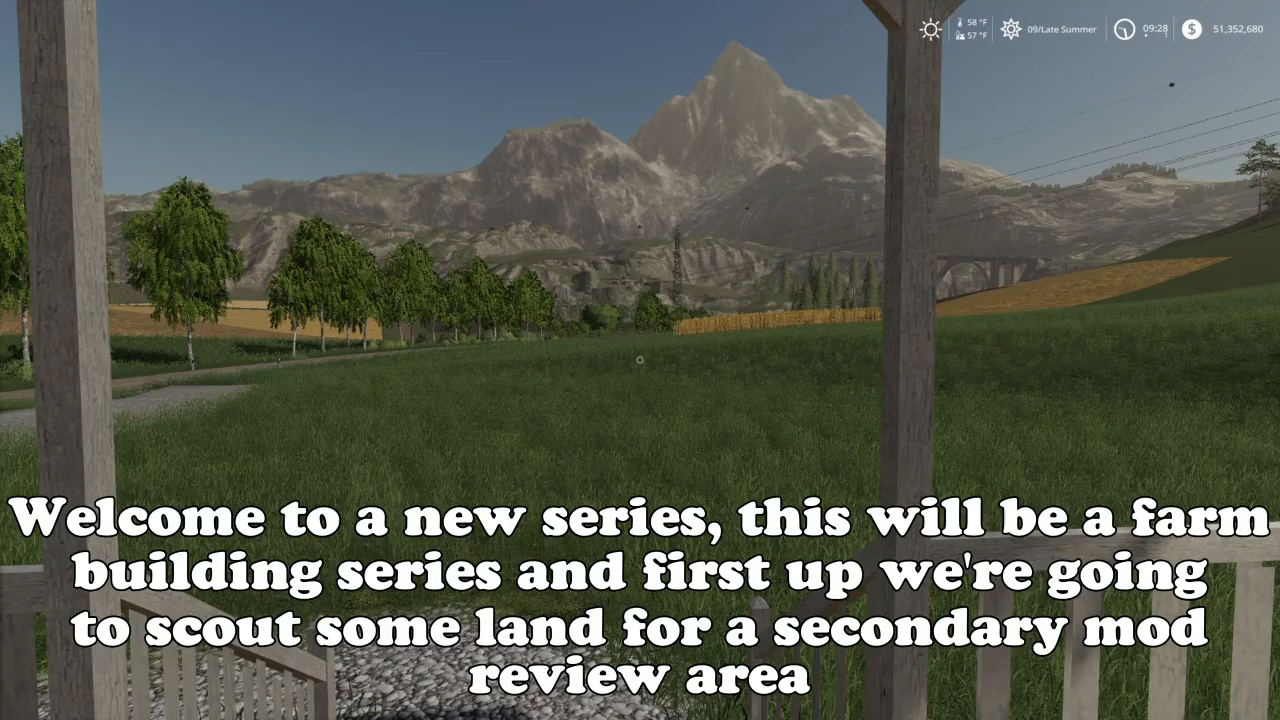 58 °F
57 °F
09/Late Summer
09:28
51,352,680
Welcome to a new series, this will be a farm
building series and first up we're going
to scout some land for a secondary mod
review area